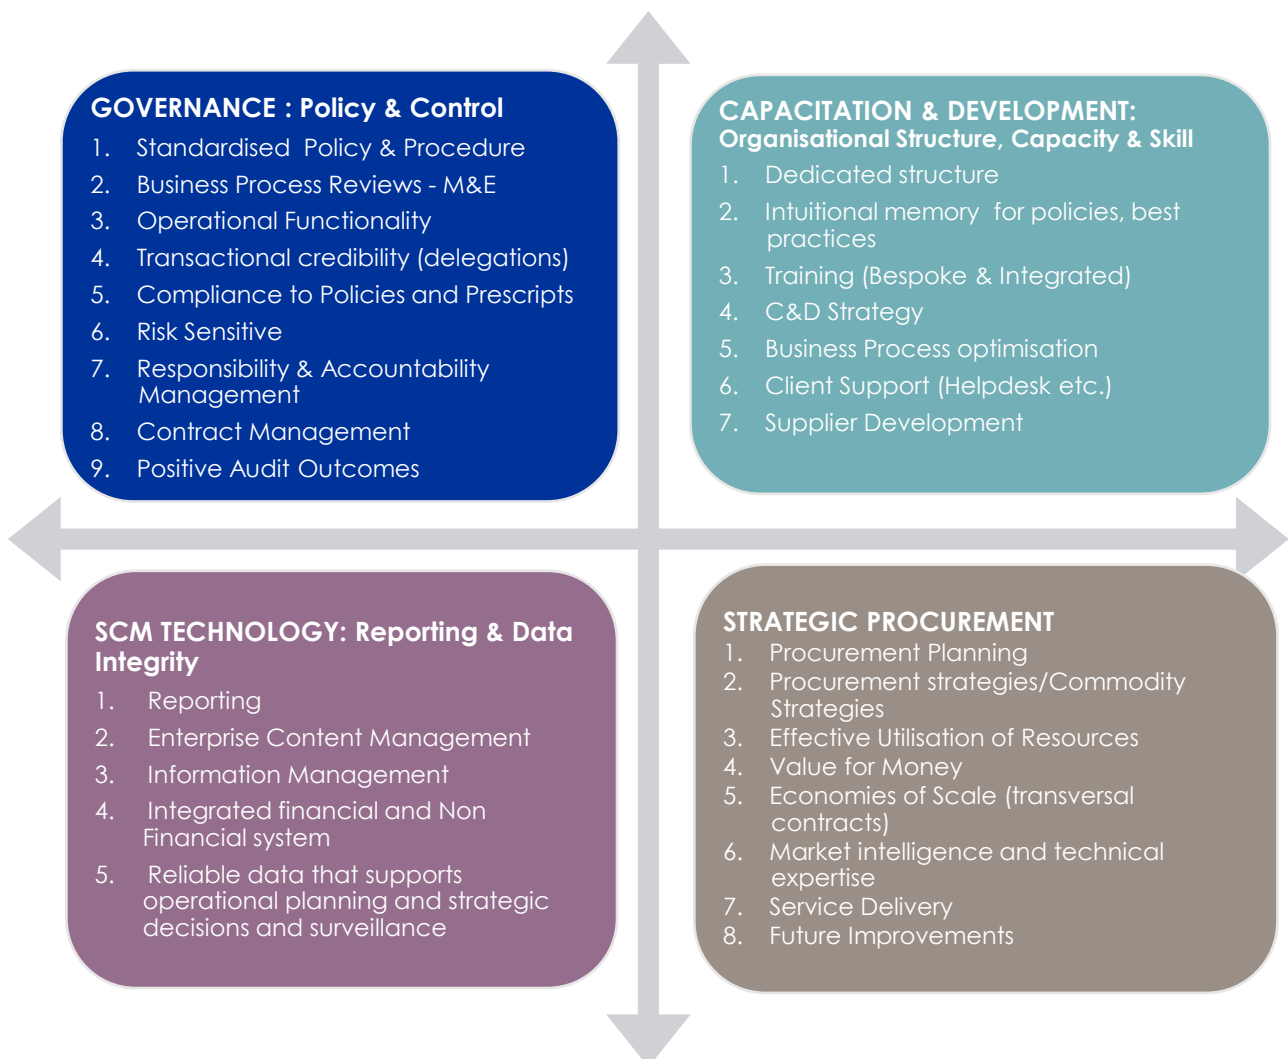 GOVERNANCE : Policy & Control
1. Standardised Policy & Procedure
2. Business Process Reviews - M&E
3. Operational Functionality
4. Transactional credibility (delegations)
5. Compliance to Policies and Prescripts
6. Risk Sensitive
7. Responsibility & Accountability
Management
8. Contract Management
9. Positive Audit Outcomes
CAPACITATION & DEVELOPMENT:
Organisational Structure, Capacity & Skill
1. Dedicated structure
2. Intuitional memory for policies, best
practices
3. Training (Bespoke & Integrated)
4. C&D Strategy
5. Business Process optimisation
6. Client Support (Helpdesk etc.)
7. Supplier Development
SCM TECHNOLOGY: Reporting & Data
Integrity
1. Reporting
2. Enterprise Content Management
3. Information Management
4. Integrated financial and Non
Financial system
5. Reliable data that supports
operational planning and strategic
decisions and surveillance
STRATEGIC PROCUREMENT
1. Procurement Planning
2. Procurement strategies/Commodity
Strategies
3. Effective Utilisation of Resources
4. Value for Money
5. Economies of Scale (transversal
contracts)
6. Market intelligence and technical
expertise
7. Service Delivery
8. Future Improvements